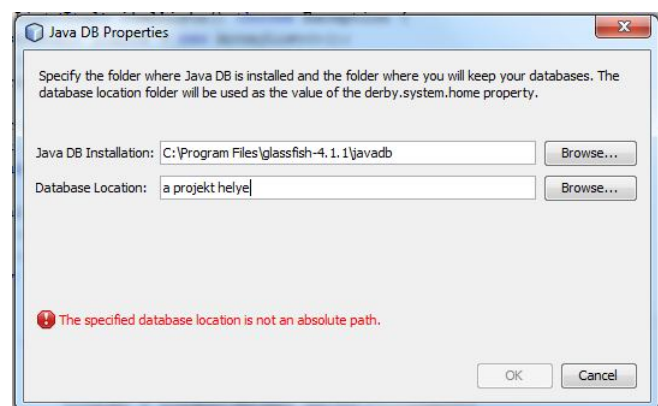 Java DB Properties
Specify the folder where Java DB is installed and the folder where you will keep your databases. The
database location folder will be used as the value of the derby.system.home property.
Java DB Installation: C:\Program Files\glassfish-4.1.1\javadb Browse...
Database Location: a projekt helye Browse...
The specified database location is not an absolute path.
OK Cancel